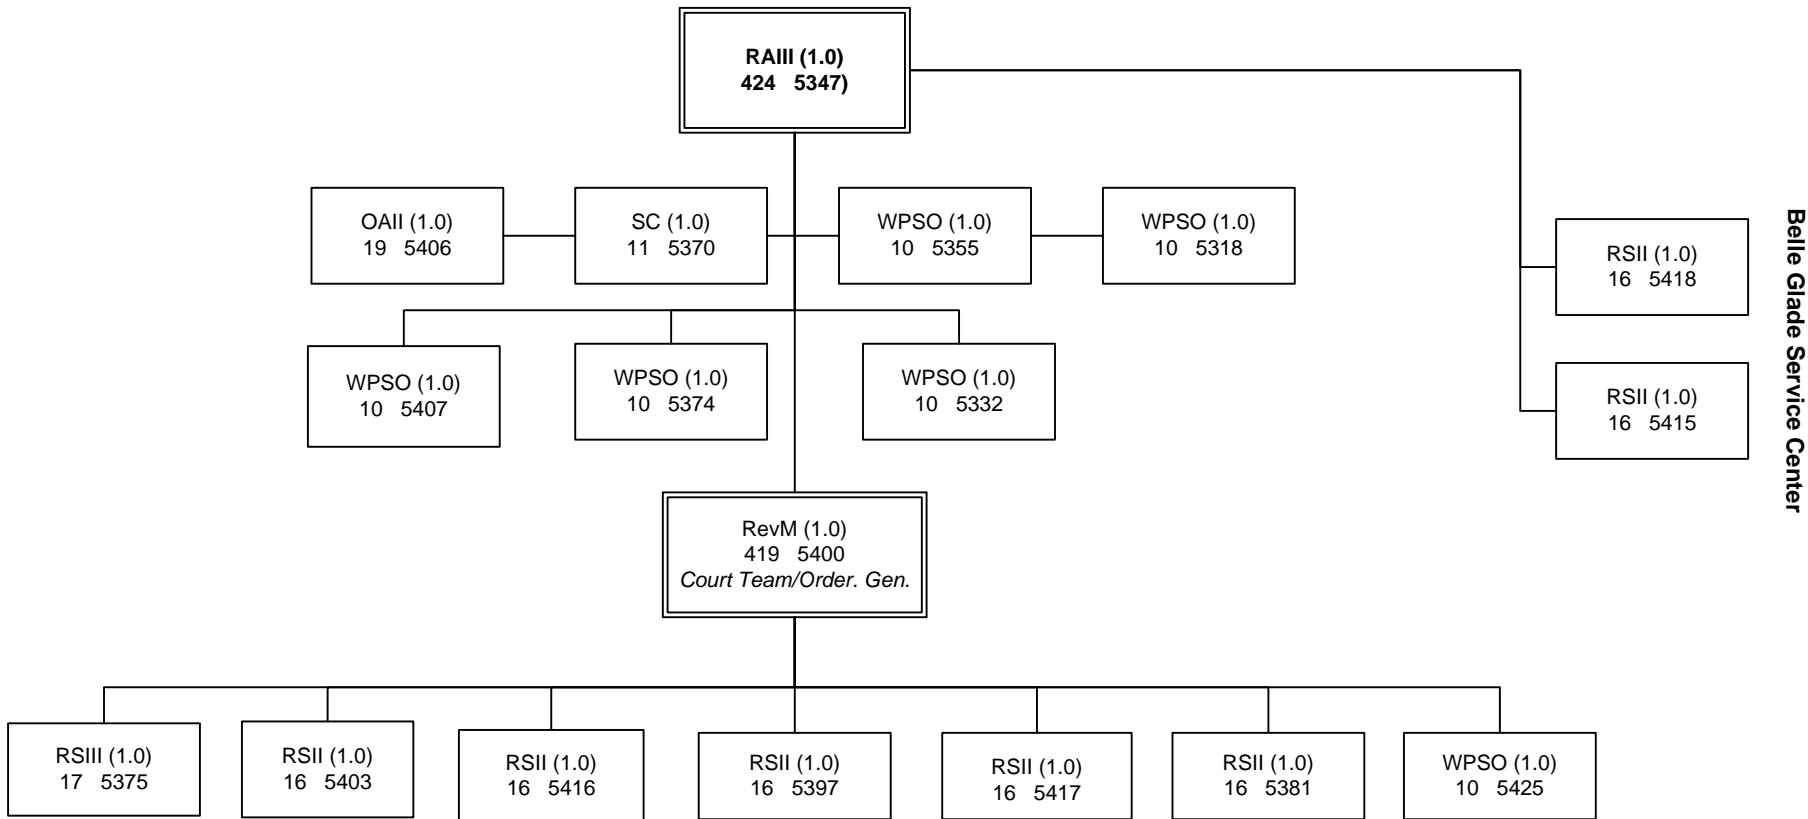 RAIII (1.0)
424 5347)
OAII (1.0)
19 5406
SC (1.0)
11 5370
WPSO (1.0)
10 5355
WPSO (1.0)
10 5318
RSII (1.0)
16 5418
Belle Glade Service Center
WPSO (1.0)
10 5407
WPSO (1.0)
10 5374
WPSO (1.0)
10 5332
RSII (1.0)
16 5415
RevM (1.0)
419 5400
Court Team/Order. Gen.
RSIII (1.0)
17 5375
RSII (1.0)
16 5403
RSII (1.0)
16 5416
RSII (1.0)
16 5397
RSII (1.0)
16 5417
RSII (1.0)
16 5381
WPSO (1.0)
10 5425